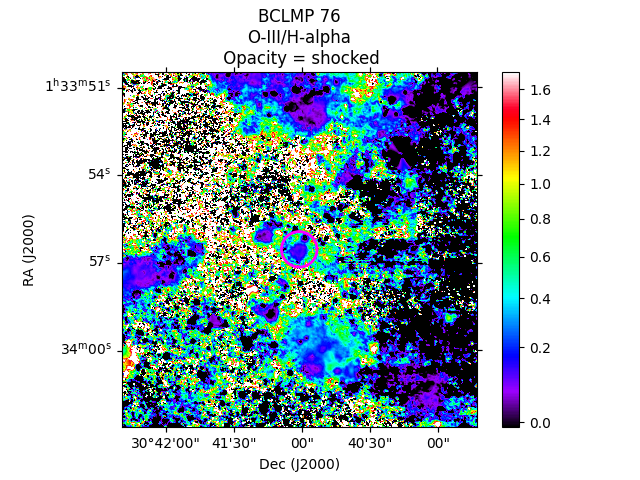 BCLMP 76
O-III/H-alpha
Opacity = shocked
1ʰ33ᵐ51ˢ
54ˢ
57ˢ
34ᵐ00ˢ
RA (J2000)
30°42'00" 41'30" 00" 40'30" 00"
Dec (J2000)
1.6
1.4
1.2
1.0
0.8
0.6
0.4
0.2
0.0